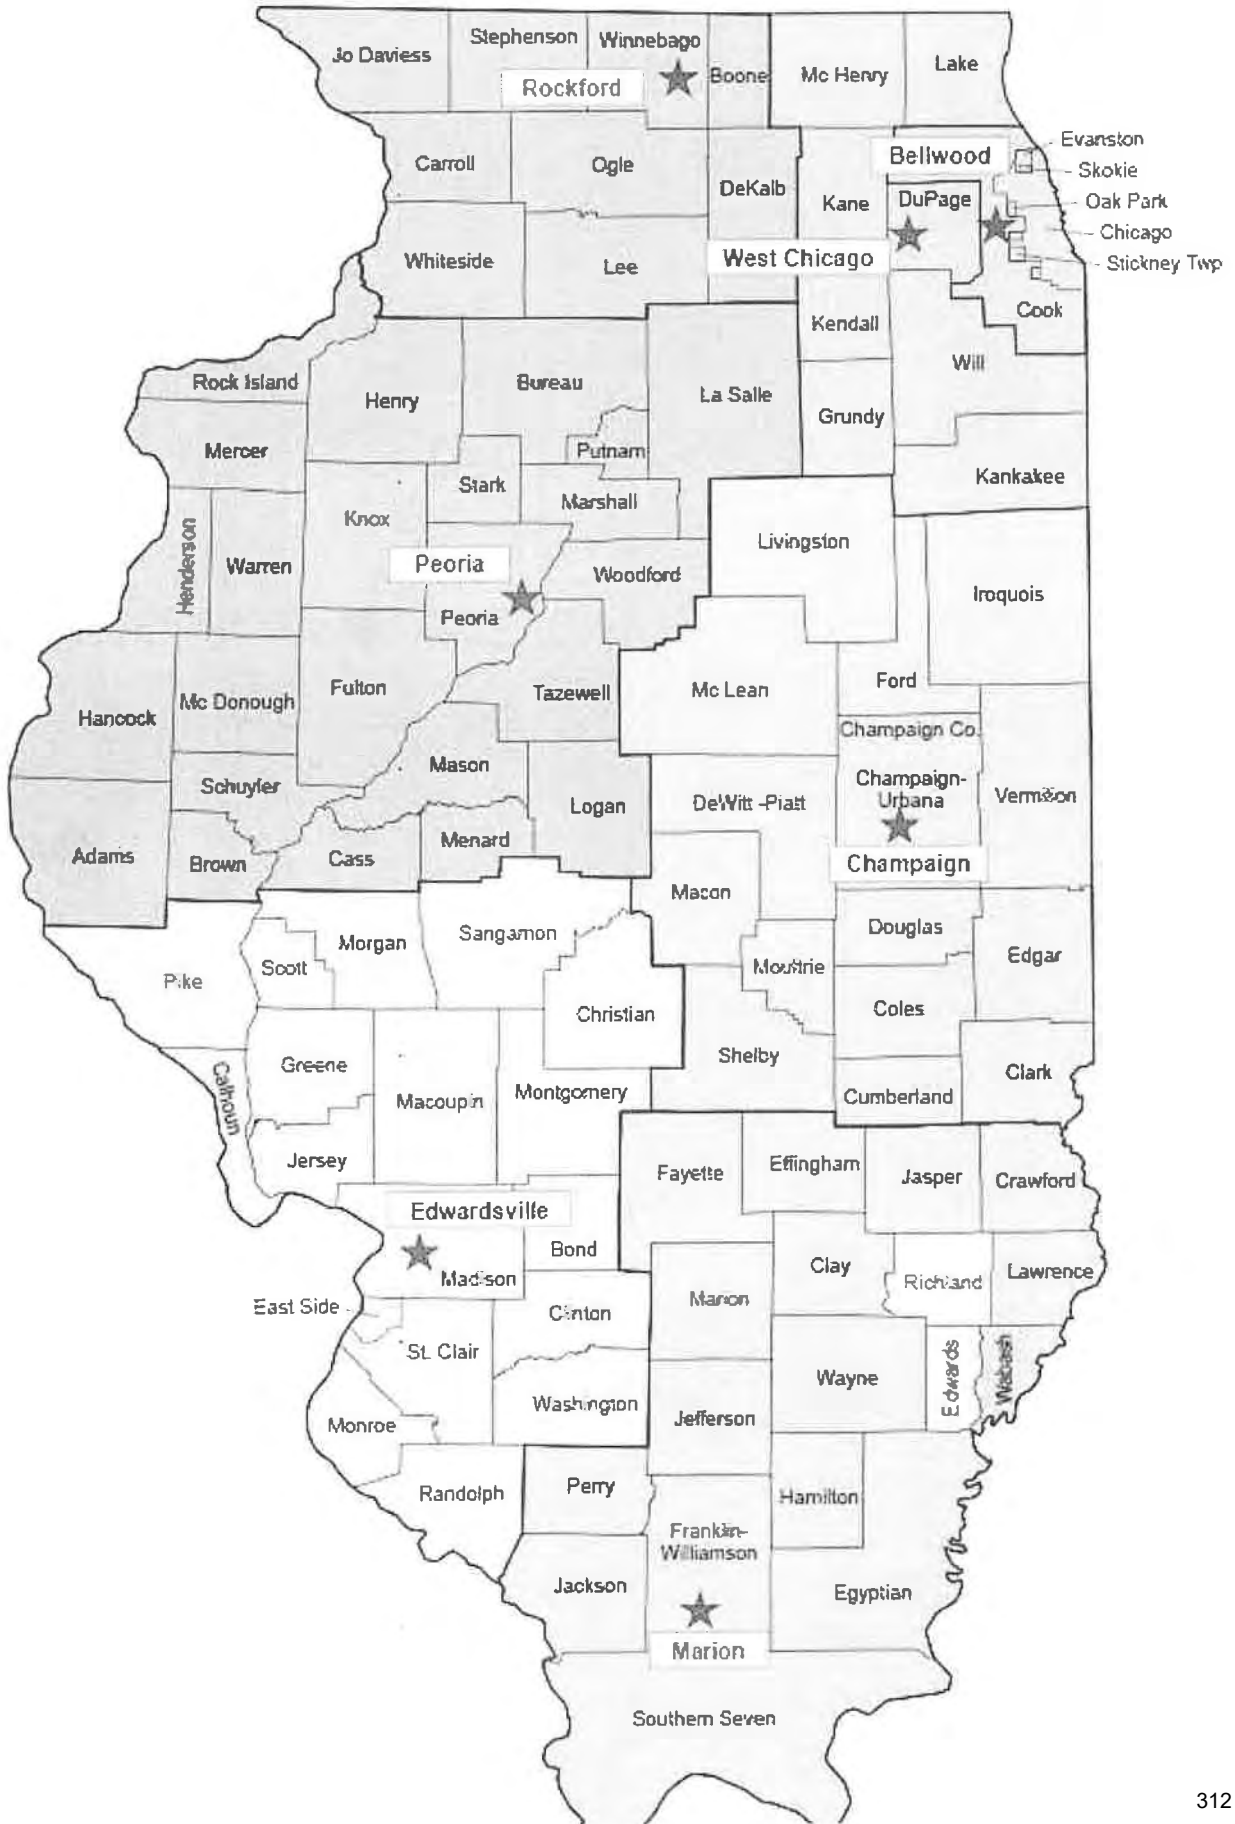 Jo Daviess
Stephenson
Winnebago
Boone
Mc Henry
Lake
Rockford
Evanston
Bellwood
Skokie
Carroll
Ogle
DeKalb
Kane
DuPage
Oak Park
Chicago
Whiteside
Lee
West Chicago
Stickney Twp
Cook
Kendall
Will
Rock Island
Henry
Bureau
La Salle
Grundy
Mercer
Putnam
Kankakee
Stark
Marshall
Knox
Livingston
Henderson
Warren
Peoria
Woodford
Iroquois
Peoria
Fulton
Tazewell
Mc Lean
Ford
Hancock
Mc Donough
Champaign Co.
Mason
Schuyler
Logan
DeWitt -Piatt
Champaign-
Urbana
Vermilion
Adams
Brown
Cass
Menard
Champaign
Macon
Douglas
Morgan
Sangamon
Edgar
Pike
Scott
Moultrie
Christian
Coles
Greene
Shelby
Clark
Calhoun
Macoupin
Montgomery
Cumberland
Jersey
Fayette
Effingham
Jasper
Crawford
Edwardsville
Bond
Madison
Clay
Richland
Lawrence
East Side
Clinton
Marion
St. Clair
Wayne
Edwards
Wabash
Washington
Jefferson
Monroe
Randolph
Perry
Hamilton
Franklin-
Williamson
Jackson
Egyptian
Marion
Southern Seven
312